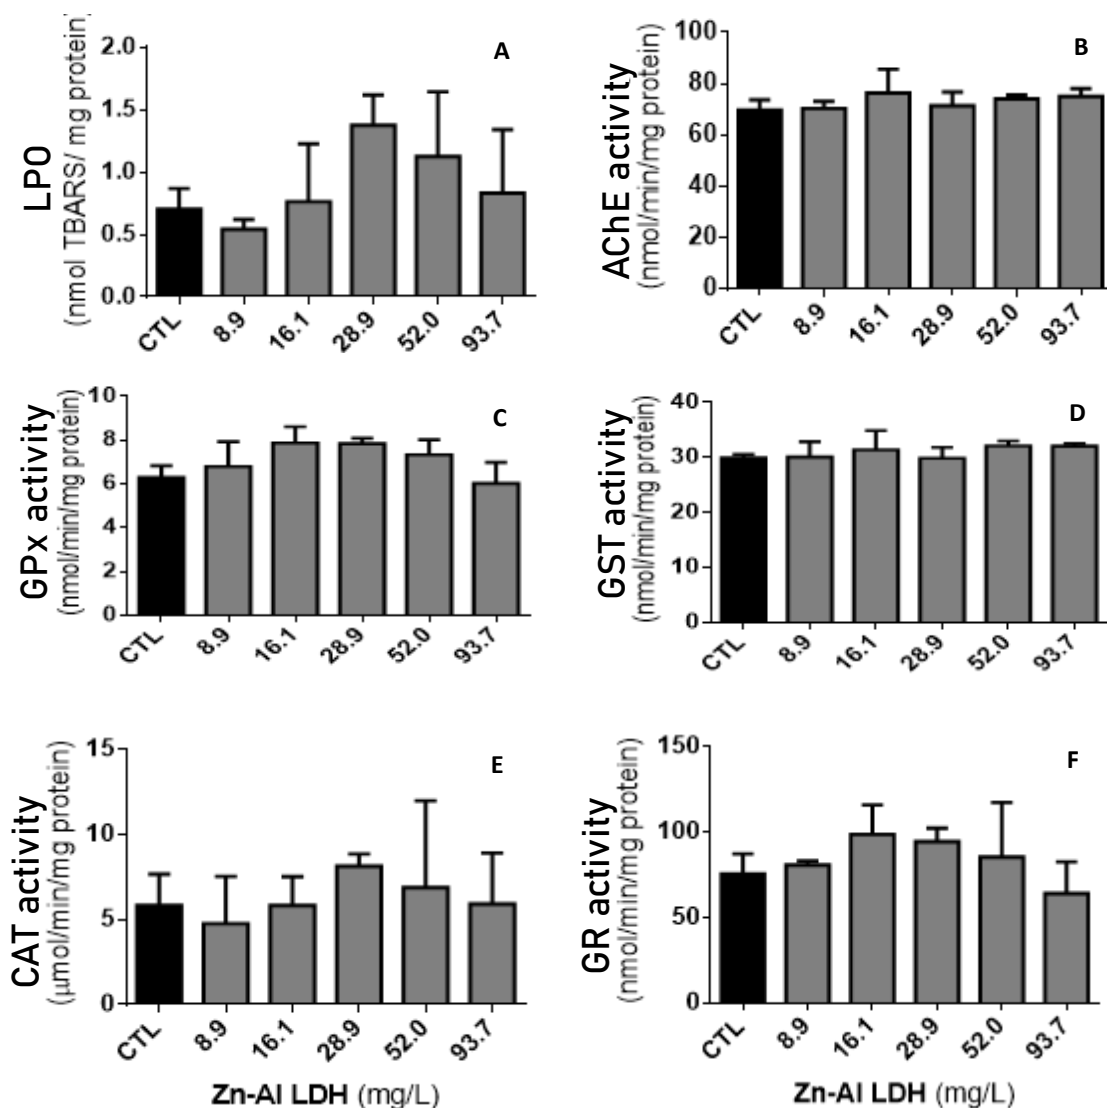 A
LPO
(nmol TBARS/ mg protein)
2.0
1.5
1.0
0.5
0.0
CTL
8.9
16.1
28.9
52.0
93.7
B
AChE activity
(nmol/min/mg protein)
100
80
60
40
20
0
CTL
8.9
16.1
28.9
52.0
93.7
C
GPx activity
(nmol/min/mg protein)
10
8
6
4
2
0
CTL
8.9
16.1
28.9
52.0
93.7
D
GST activity
(nmol/min/mg protein)
40
30
20
10
0
CTL
8.9
16.1
28.9
52.0
93.7
E
CAT activity
(μmol/min/mg protein)
15
10
5
0
CTL
8.9
16.1
28.9
52.0
93.7
Zn-Al LDH (mg/L)
F
GR activity
(nmol/min/mg protein)
150
100
50
0
CTL
8.9
16.1
28.9
52.0
93.7
Zn-Al LDH (mg/L)